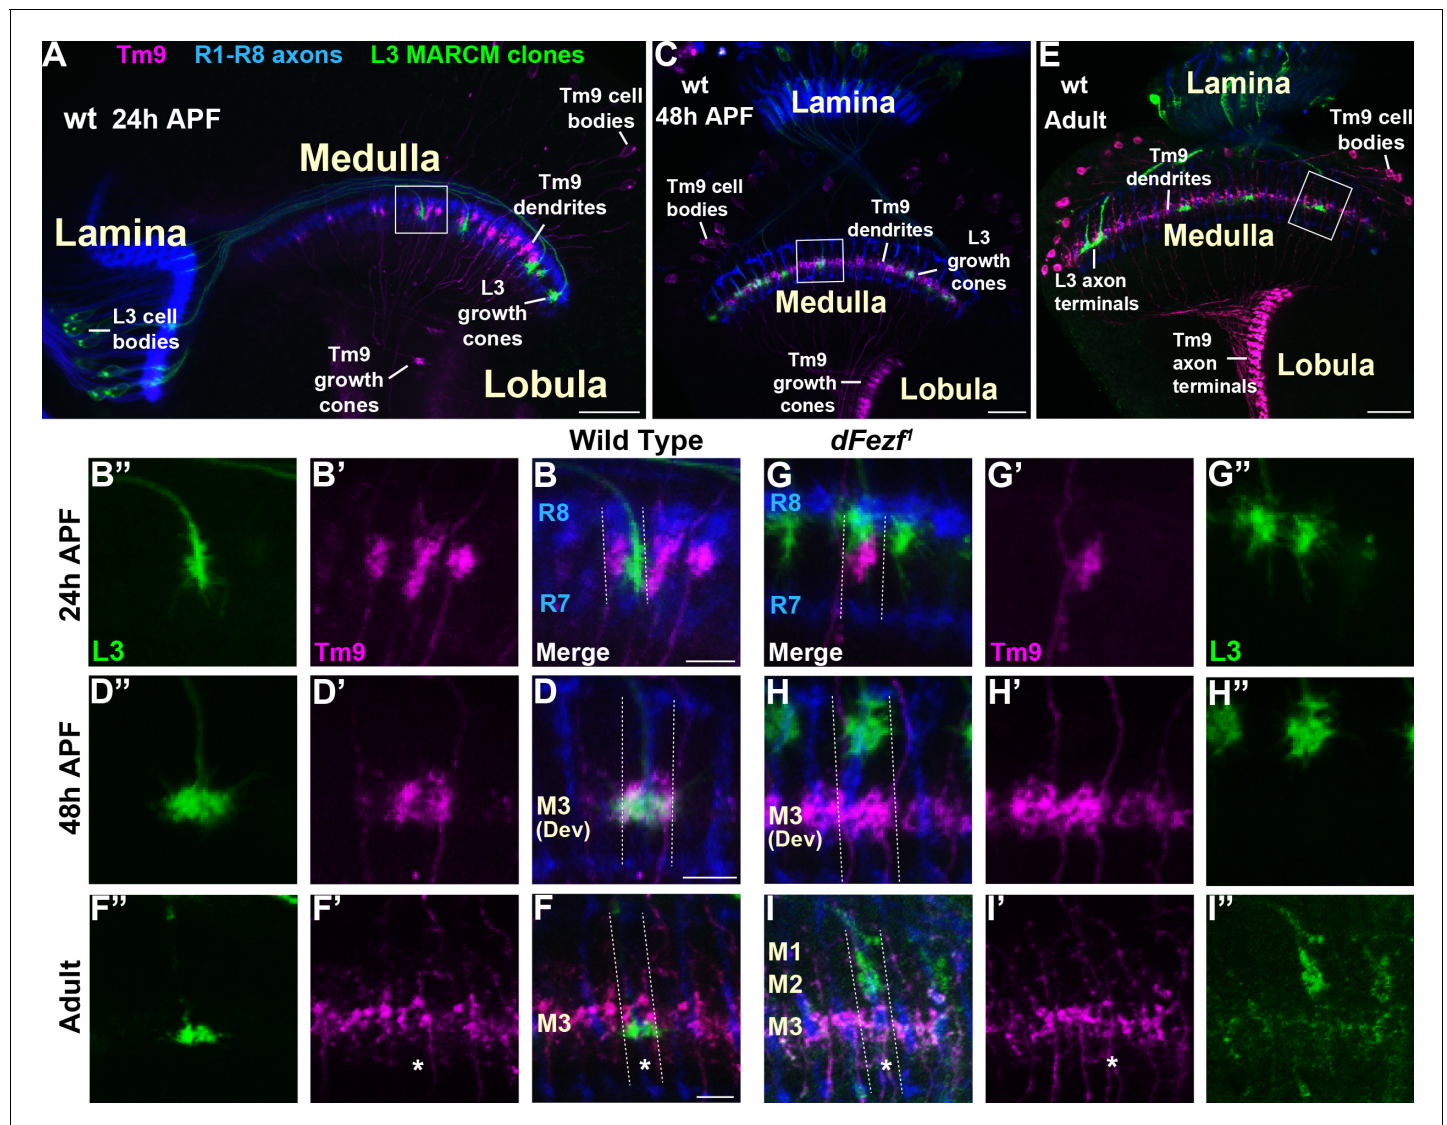 A
Tm9 R1-R8 axons L3 MARCM clones
wt 24h APF
Tm9 cell
bodies
Medulla
Tm9
dendrites
Lamina
L3
growth
cones
L3 cell
bodies
Tm9
growth
cones
Lobula
C
wt
48h APF
Lamina
Tm9 cell
bodies
Tm9
dendrites
L3
growth
cones
Medulla
Tm9
growth
cones
Lobula
E
wt
Adult
Lamina
Tm9 cell
bodies
Tm9
dendrites
Medulla
L3 axon
terminals
Tm9
axon
terminals
Lobula
Wild Type
dFezf¹
24h APF
B’’
L3
B’
Tm9
B
R8
R7
Merge
G
R8
R7
Merge
G’
Tm9
G’’
L3
48h APF
D’’
D’
D
M3
(Dev)
H
M3
(Dev)
H’
H’’
Adult
F’’
F’
*
F
M3
*
I
M1
M2
M3
*
I’
*
I’’